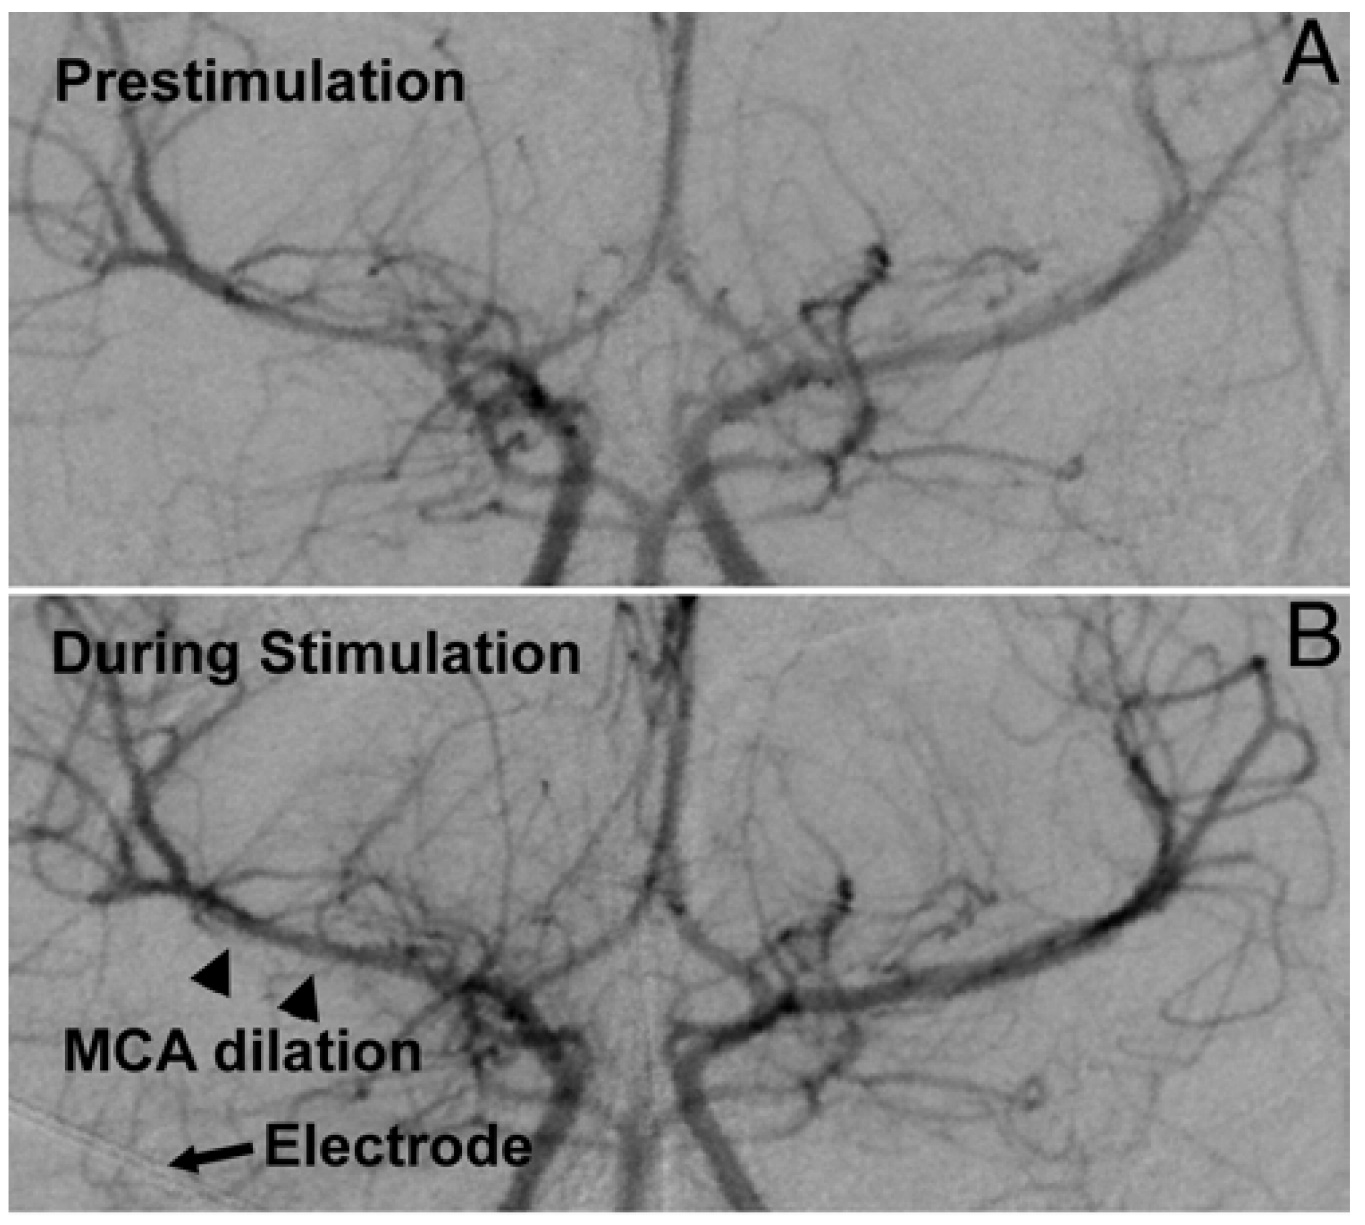 Prestimulation
A
During Stimulation
B
MCA dilation
Electrode